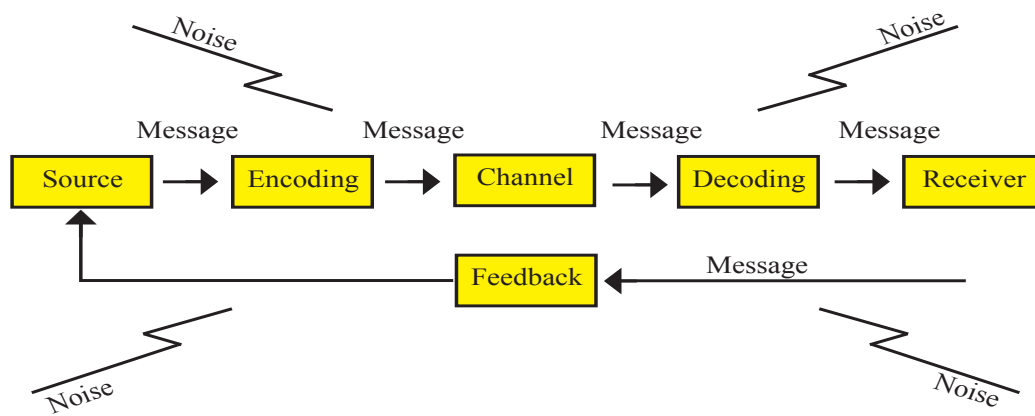 Noise
Noise
Message Message Message Message
Source Encoding Channel Decoding Receiver
Feedback Message
Noise
Noise